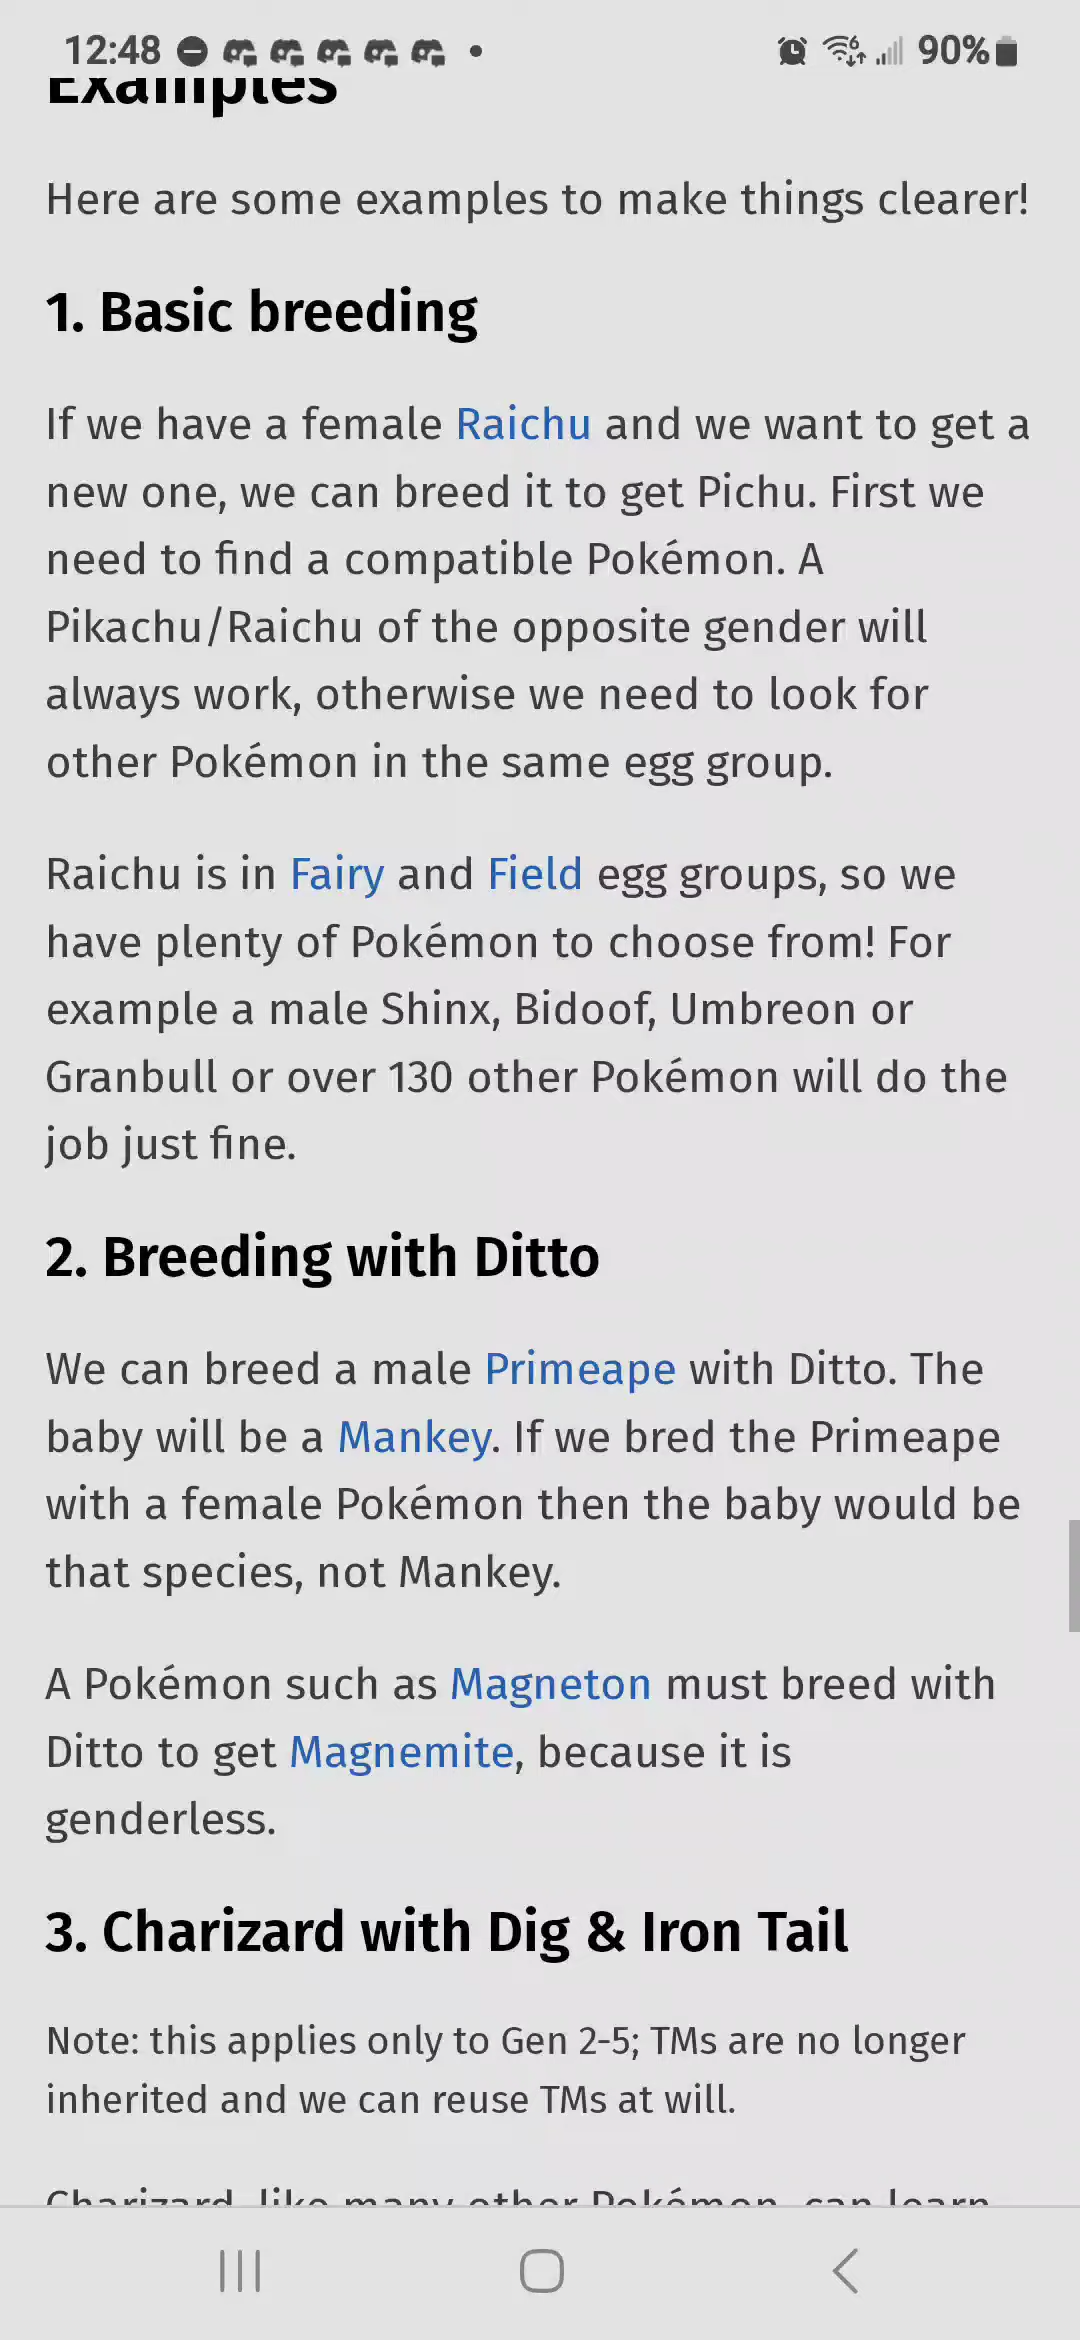 12:48
90%
Examples
Here are some examples to make things clearer!
1. Basic breeding
If we have a female Raichu and we want to get a
new one, we can breed it to get Pichu. First we
need to find a compatible Pokémon. A
Pikachu/Raichu of the opposite gender will
always work, otherwise we need to look for
other Pokémon in the same egg group.
Raichu is in Fairy and Field egg groups, so we
have plenty of Pokémon to choose from! For
example a male Shinx, Bidoof, Umbreon or
Granbull or over 130 other Pokémon will do the
job just fine.
2. Breeding with Ditto
We can breed a male Primeape with Ditto. The
baby will be a Mankey. If we bred the Primeape
with a female Pokémon then the baby would be
that species, not Mankey.
A Pokémon such as Magneton must breed with
Ditto to get Magnemite, because it is
genderless.
3. Charizard with Dig & Iron Tail
Note: this applies only to Gen 2-5; TMs are no longer
inherited and we can reuse TMs at will.
Charizard, like many other Pokémon, can learn